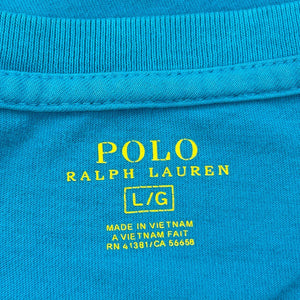 POLO
RALPH LAUREN
L/G
MADE IN VIETNAM
A VIETNAM FAIT
RN 41381/CA 56658